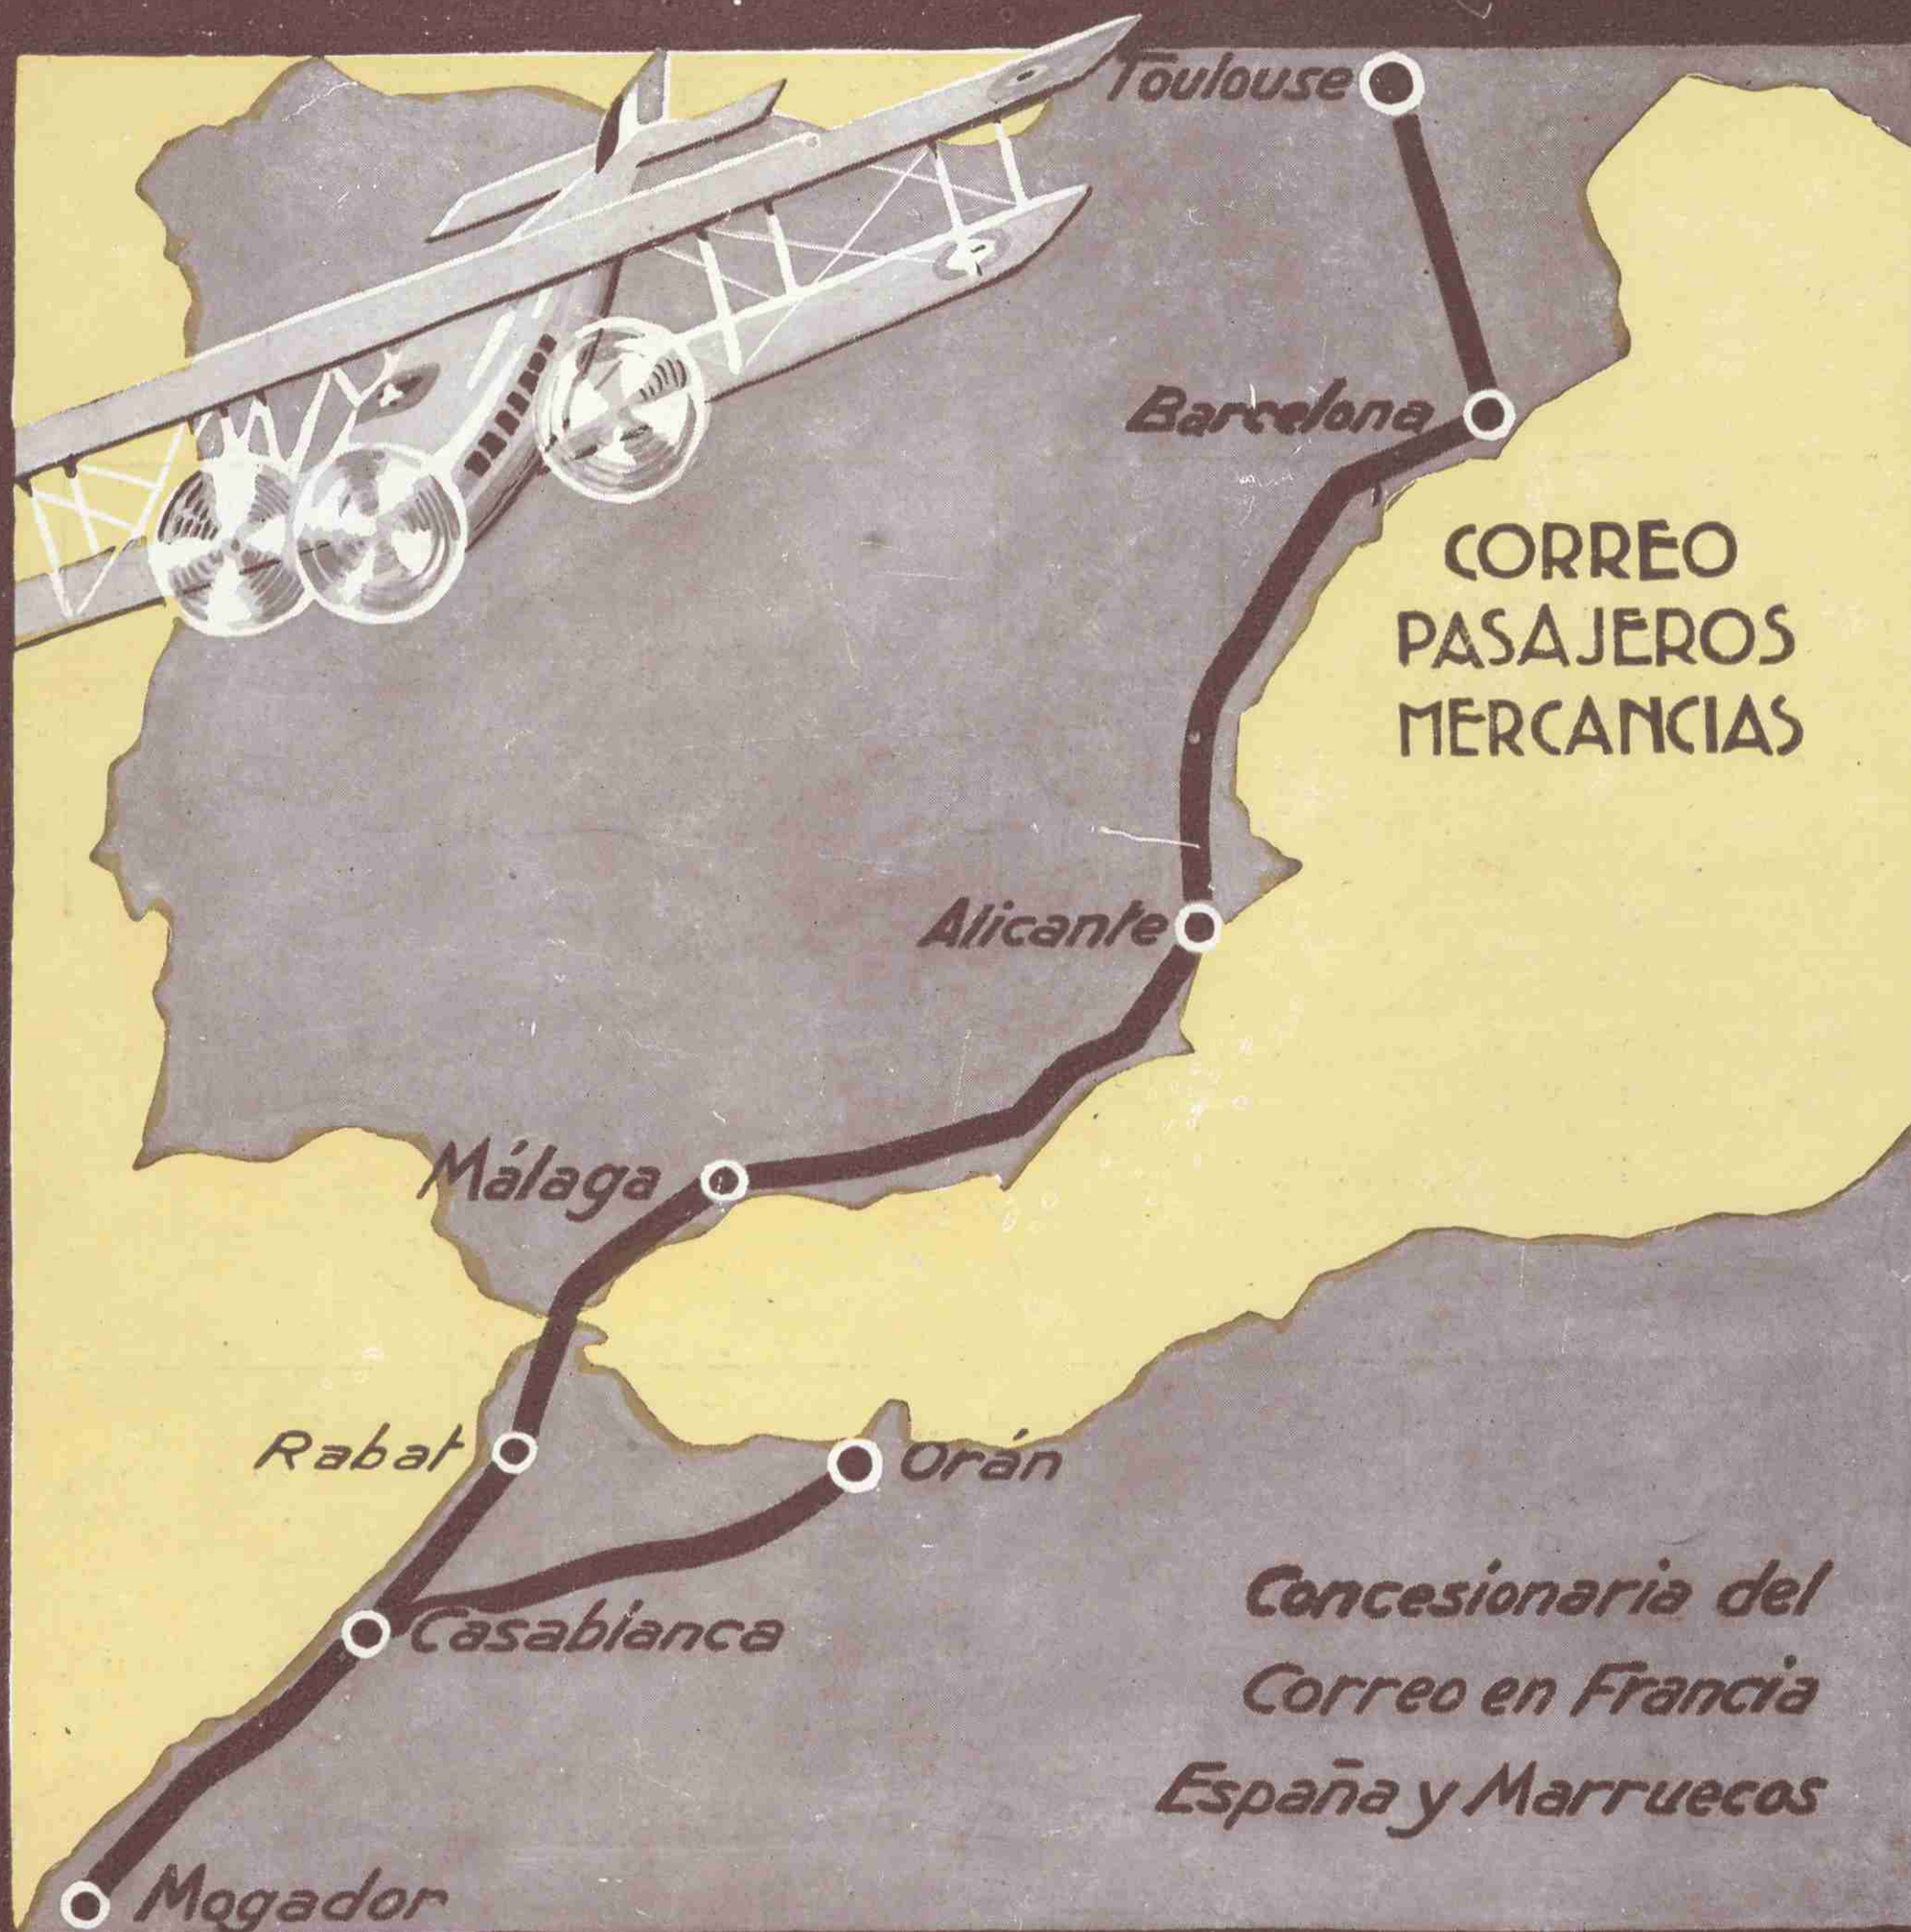 Toulouse
Barcelona
CORREO
PASAJEROS
MERCANCIAS
Alicante
Málaga
Rabat
Orán
Casablanca
Concesionaria del
Correo en Francia
España y Marruecos
Mogador